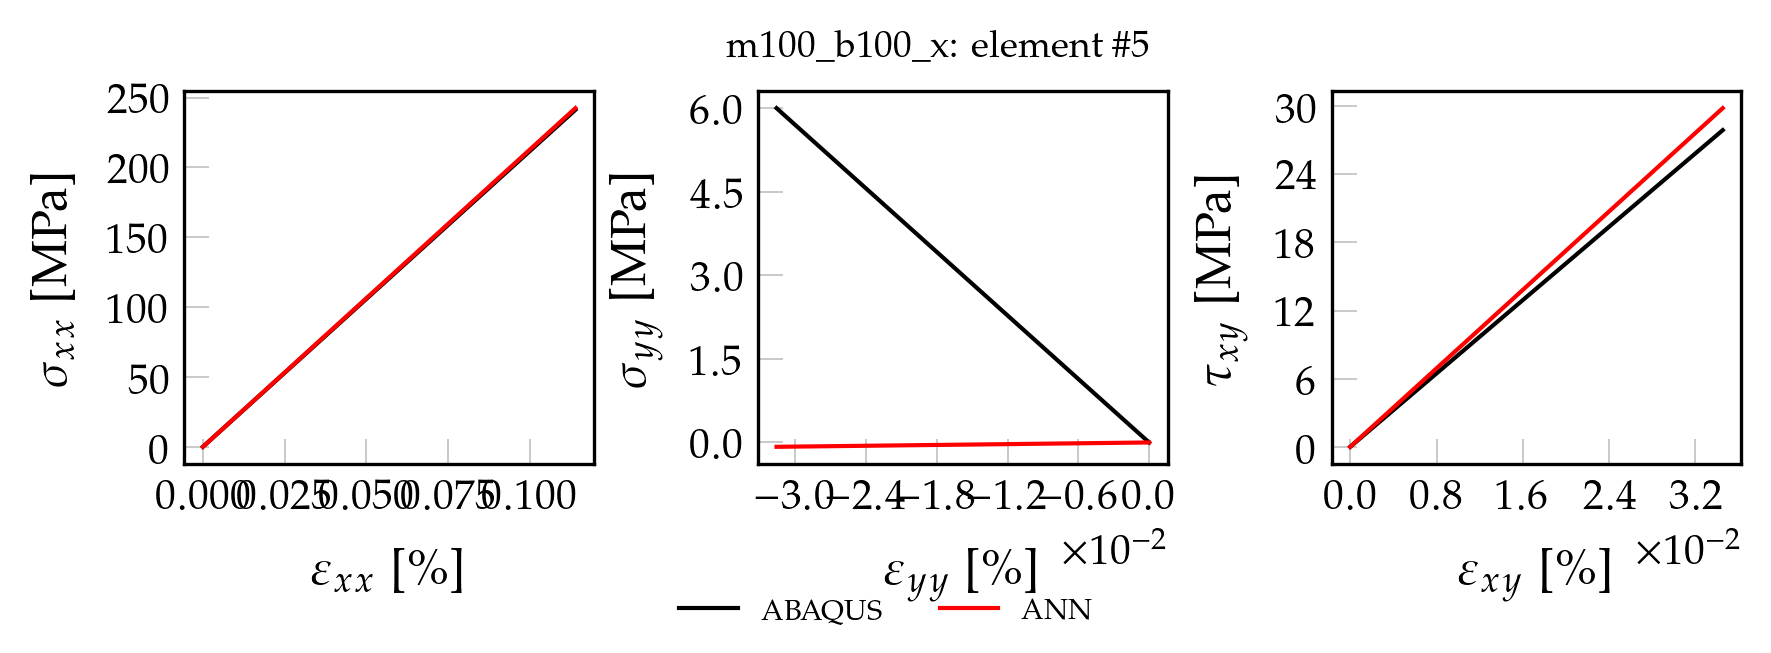 m100_b100_x: element #5
250
200
150
100
50
0
σxx [MPa]
0.000 0.025 0.050 0.075 0.100
εxx [%]
6.0
4.5
3.0
1.5
0.0
σyy [MPa]
−3.0 −2.4 −1.8 −1.2 −0.6 0.0
×10−2
εyy [%]
30
24
18
12
6
0
τxy [MPa]
0.0 0.8 1.6 2.4 3.2
×10−2
εxy [%]
ABAQUS ANN